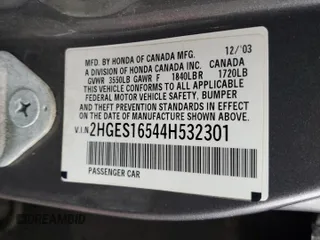 MFD. BY HONDA OF CANADA MFG. 12/'03
A DIVISION OF HONDA CANADA INC. CANADA
GVWR 3550LB GAWR F 1840LBR 1720LB
THIS VEHICLE CONFORMS TO ALL APPLICABLE
FEDERAL MOTOR VEHICLE SAFETY, BUMPER
AND THEFT PREVENTION STANDARDS IN EFFECT
ON THE DATE OF MANUFACTURE SHOWN ABOVE.
V.I.N 2HGES16544H532301
PASSENGER CAR
DREAMBID